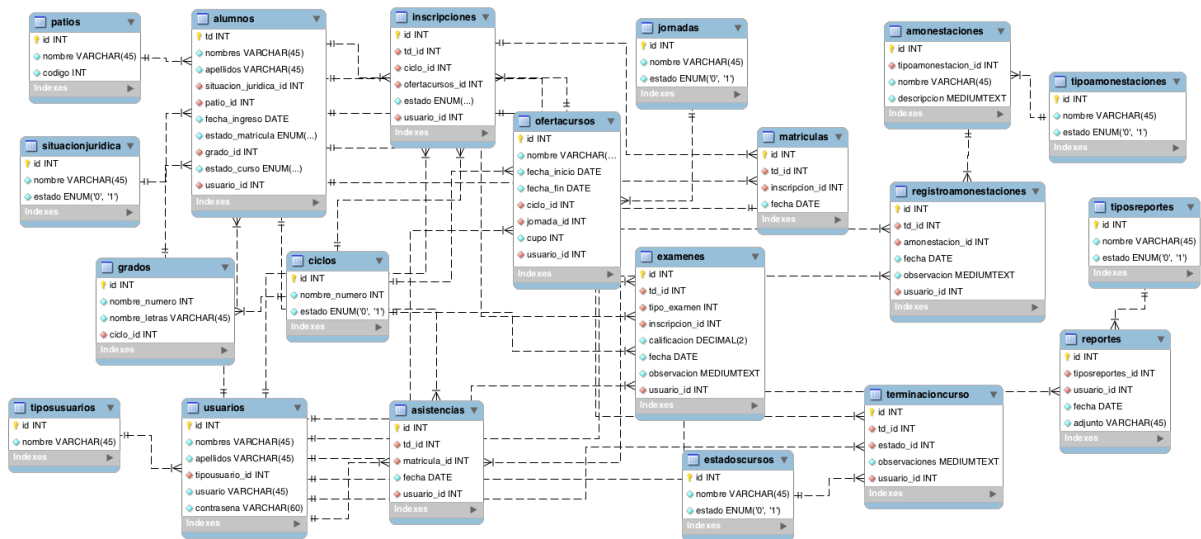 patios
id INT
nombre VARCHAR(45)
codigo INT
Indexes
alumnos
td INT
nombres VARCHAR(45)
apellidos VARCHAR(45)
situacion_juridica_id INT
patio_id INT
fecha_ingreso DATE
estado_matricula ENUM(...)
grado_id INT
estado_curso ENUM(...)
usuario_id INT
Indexes
inscripciones
id INT
td_id INT
ciclo_id INT
ofertacursos_id INT
estado ENUM(...)
usuario_id INT
Indexes
jornadas
id INT
nombre VARCHAR(45)
estado ENUM('0', '1')
Indexes
amonestaciones
id INT
tipoamonestacion_id INT
nombre VARCHAR(45)
descripcion MEDIUMTEXT
Indexes
tipoamonestaciones
id INT
nombre VARCHAR(45)
estado ENUM('0', '1')
Indexes
situacionjuridica
id INT
nombre VARCHAR(45)
estado ENUM('0', '1')
Indexes
ofertacursos
id INT
nombre VARCHAR(...
fecha_inicio DATE
fecha_fin DATE
ciclo_id INT
jornada_id INT
cupo INT
usuario_id INT
Indexes
matriculas
id INT
td_id INT
inscripcion_id INT
fecha DATE
Indexes
registroamonestaciones
id INT
td_id INT
amonestacion_id INT
fecha DATE
observacion MEDIUMTEXT
usuario_id INT
Indexes
tiposreportes
id INT
nombre VARCHAR(45)
estado ENUM('0', '1')
Indexes
grados
id INT
nombre_numero INT
nombre_letras VARCHAR(45)
ciclo_id INT
Indexes
ciclos
id INT
nombre_numero INT
estado ENUM('0', '1')
Indexes
examenes
id INT
td_id INT
tipo_examen INT
inscripcion_id INT
calificacion DECIMAL(2)
fecha DATE
observacion MEDIUMTEXT
usuario_id INT
Indexes
reportes
id INT
tiposreportes_id INT
usuario_id INT
fecha DATE
adjunto VARCHAR(45)
Indexes
tiposusuarios
id INT
nombre VARCHAR(45)
Indexes
usuarios
id INT
nombres VARCHAR(45)
apellidos VARCHAR(45)
tipousuario_id INT
usuario VARCHAR(45)
contrasena VARCHAR(60)
Indexes
asistencias
id INT
td_id INT
matricula_id INT
fecha DATE
usuario_id INT
Indexes
estadoscursos
id INT
nombre VARCHAR(45)
estado ENUM('0', '1')
Indexes
terminacioncurso
id INT
td_id INT
estado_id INT
observaciones MEDIUMTEXT
usuario_id INT
Indexes